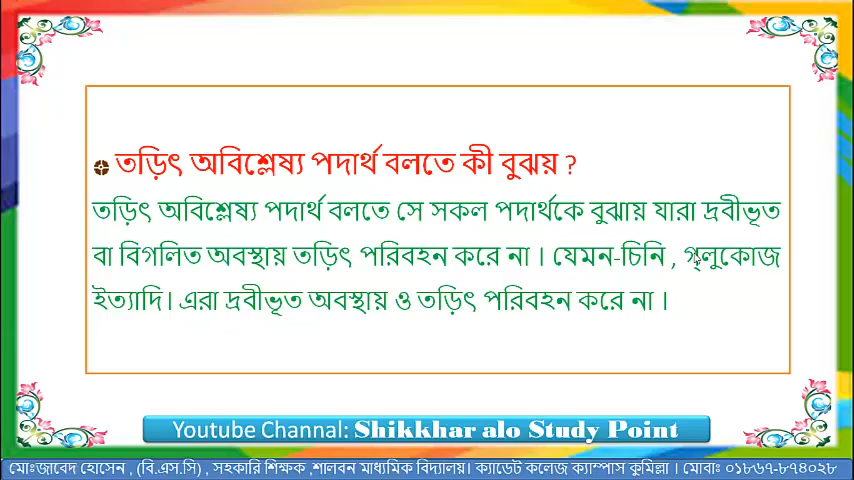 তড়িৎ অবিশ্লেষ্য পদার্থ বলতে কী বুঝয় ?
তড়িৎ অবিশ্লেষ্য পদার্থ বলতে সে সকল পদার্থকে বুঝায় যারা দ্রবীভূত
বা বিগলিত অবস্থায় তড়িৎ পরিবহন করে না । যেমন-চিনি , গ্লুকোজ
ইত্যাদি। এরা দ্রবীভূত অবস্থায় ও তড়িৎ পরিবহন করে না ।
Youtube Channal: Shikkhar alo Study Point
মোঃজাবেদ হোসেন , (বি.এস.সি) , সহকারি শিক্ষক ,শালবন মাধ্যমিক বিদ্যালয়। ক্যাডেট কলেজ ক্যাম্পাস কুমিল্লা । মোবাঃ ০১৮৬৭-৮৭৪০২৮